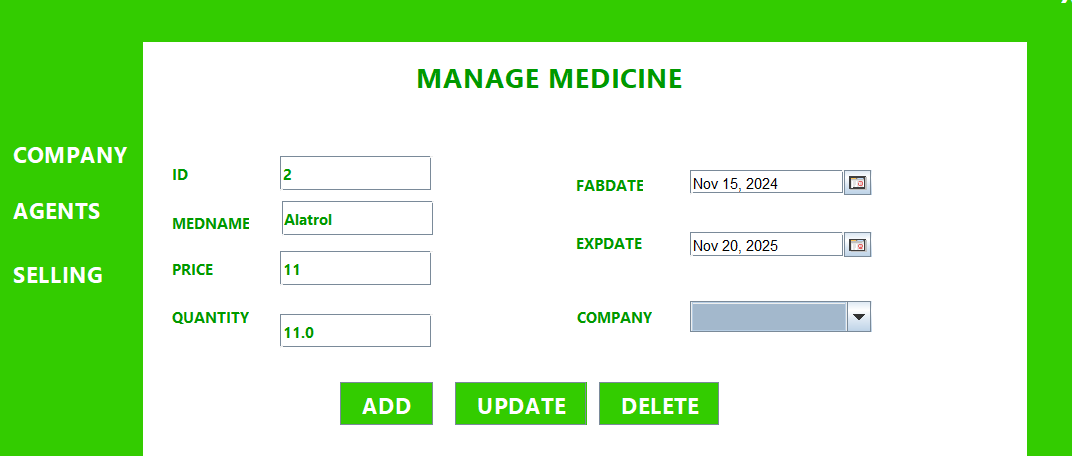 MANAGE MEDICINE
COMPANY
AGENTS
SELLING
ID
2
MEDNAME
Alatrol
PRICE
11
QUANTITY
11.0
FABDATE
Nov 15, 2024
EXPDATE
Nov 20, 2025
COMPANY
ADD
UPDATE
DELETE